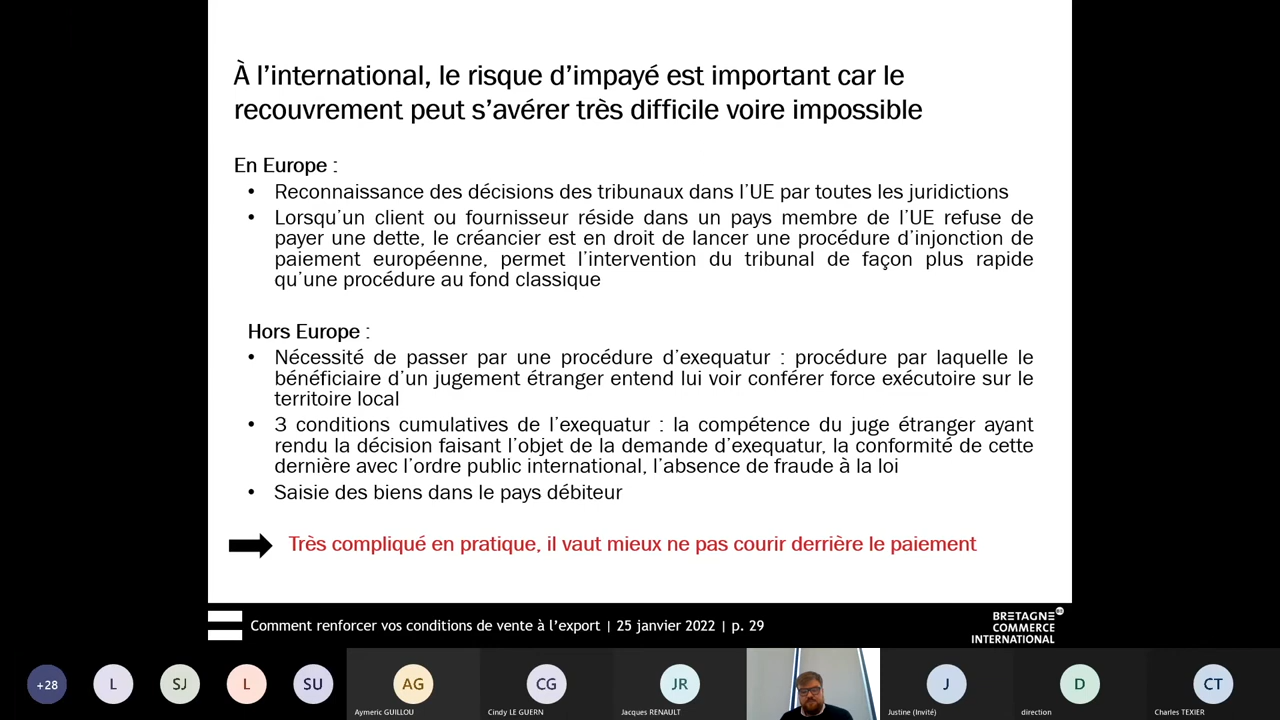 À l’international, le risque d’impayé est important car le
recouvrement peut s’avérer très difficile voire impossible
En Europe :
• Reconnaissance des décisions des tribunaux dans l’UE par toutes les juridictions
• Lorsqu’un client ou fournisseur réside dans un pays membre de l’UE refuse de
payer une dette, le créancier est en droit de lancer une procédure d’injonction de
paiement européenne, permet l’intervention du tribunal de façon plus rapide
qu’une procédure au fond classique
Hors Europe :
• Nécessité de passer par une procédure d’exequatur : procédure par laquelle le
bénéficiaire d’un jugement étranger entend lui voir conférer force exécutoire sur le
territoire local
• 3 conditions cumulatives de l’exequatur : la compétence du juge étranger ayant
rendu la décision faisant l’objet de la demande d’exequatur, la conformité de cette
dernière avec l’ordre public international, l’absence de fraude à la loi
• Saisie des biens dans le pays débiteur
Très compliqué en pratique, il vaut mieux ne pas courir derrière le paiement
Comment renforcer vos conditions de vente à l’export | 25 janvier 2022 | p. 29
BRETAGNE
COMMERCE
INTERNATIONAL
+28 L SJ L SU AG CG JR J D CT
Aymeric GUILLOU Cindy LE GUERN Jacques RENAULT Justine (Invité) direction Charles TEXIER